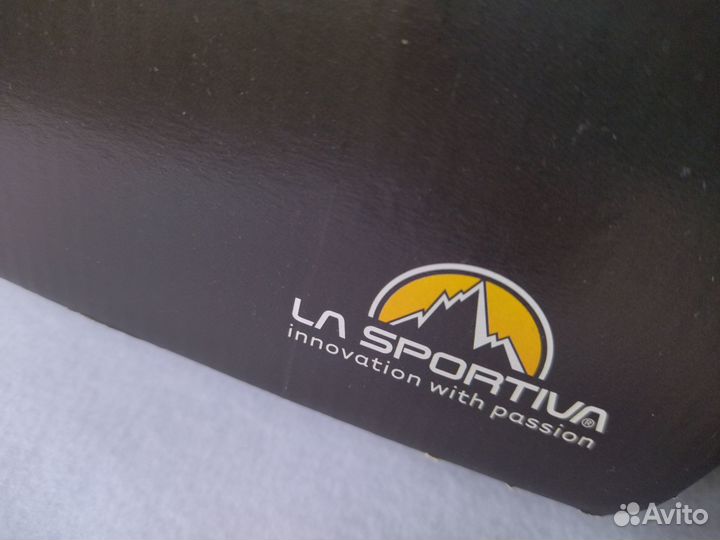 LA SPORTIVA®
innovation with passion
Avito